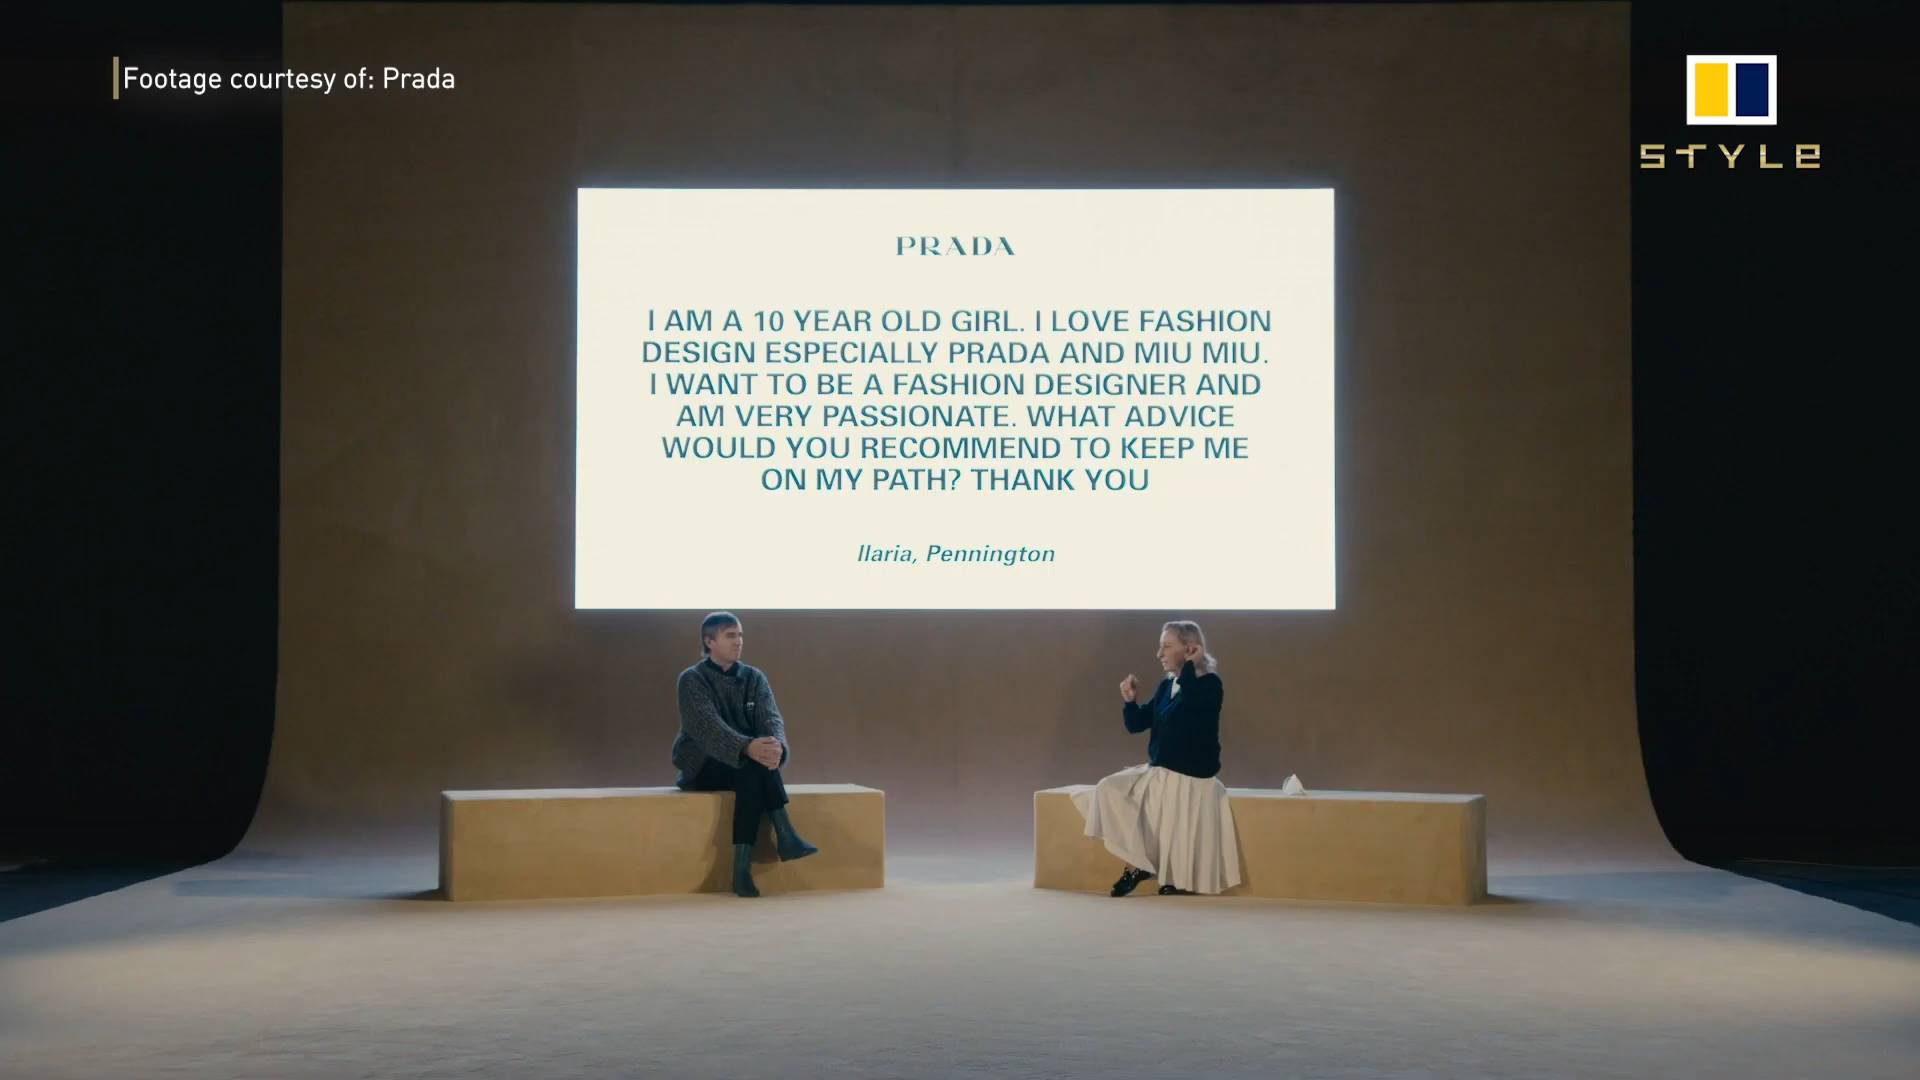 Footage courtesy of: Prada
STYLE
PRADA
I AM A 10 YEAR OLD GIRL. I LOVE FASHION
DESIGN ESPECIALLY PRADA AND MIU MIU.
I WANT TO BE A FASHION DESIGNER AND
AM VERY PASSIONATE. WHAT ADVICE
WOULD YOU RECOMMEND TO KEEP ME
ON MY PATH? THANK YOU
Ilaria, Pennington